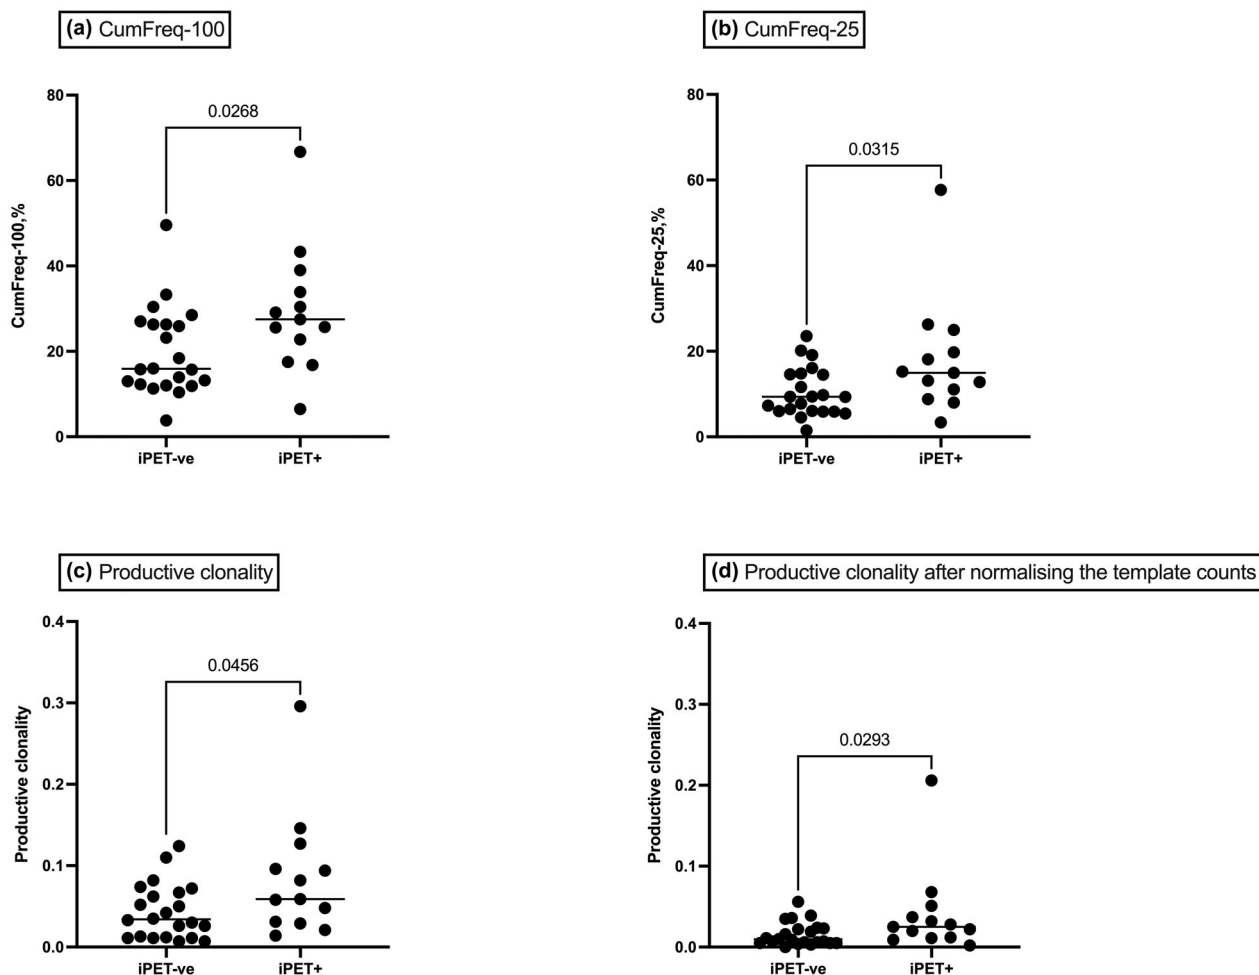 (a) CumFreq-100
80
60
40
20
0
CumFreq-100,%
0.0268
iPET-ve
iPET+
(b) CumFreq-25
80
60
40
20
0
CumFreq-25,%
0.0315
iPET-ve
iPET+
(c) Productive clonality
0.4
0.3
0.2
0.1
0.0
Productive clonality
0.0456
iPET-ve
iPET+
(d) Productive clonality after normalising the template counts
0.4
0.3
0.2
0.1
0.0
Productive clonality
0.0293
iPET-ve
iPET+